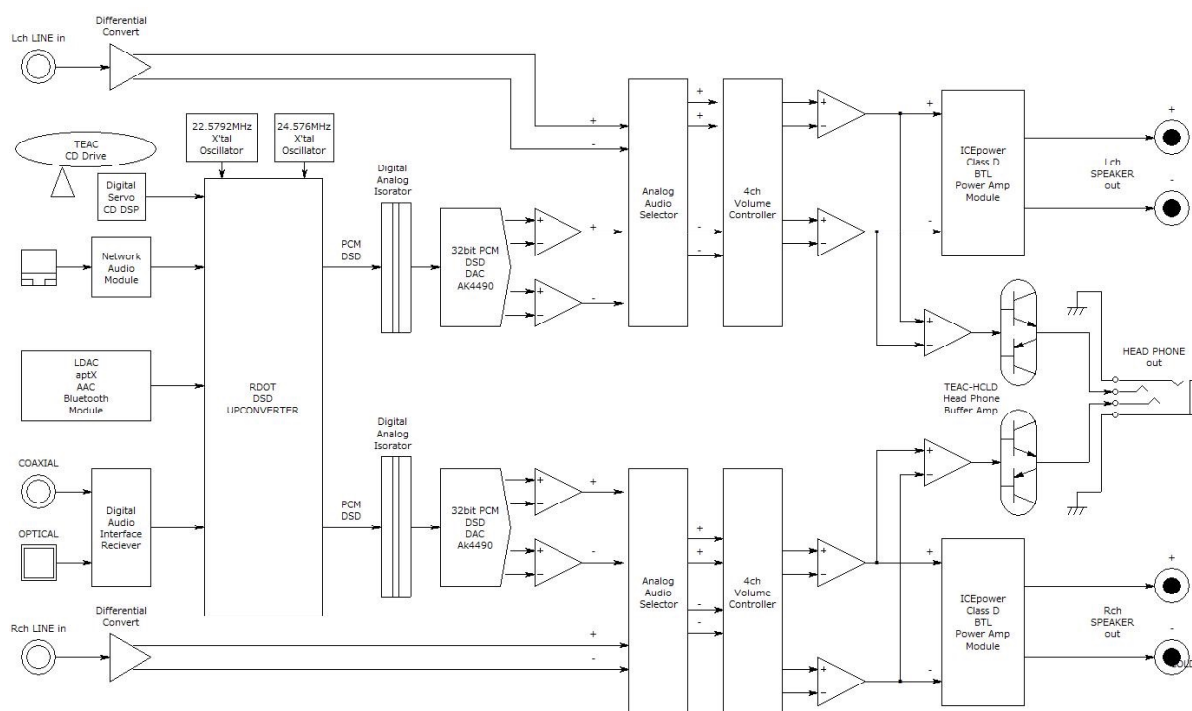 Differential
Convert
Lch LINE in
+
-
22.5792MHz
X'tal
Oscillator
24.576MHz
X'tal
Oscillator
TEAC
CD Drive
Digital
Servo
CD DSP
Network
Audio
Module
LDAC
aptX
AAC
Bluetooth
Module
COAXIAL
OPTICAL
Digital
Audio
Interface
Reciever
RDOT
DSD
UPCONVERTER
PCM
DSD
Digital
Analog
Isorator
32bit PCM
DSD
DAC
AK4490
+
-
+
-
+
-
Analog
Audio
Selector
+
+
-
-
4ch
Volume
Controller
+
-
+
-
+
-
ICEpower
Class D
BTL
Power Amp
Module
+
Lch
SPEAKER
out
-
+
-
TEAC-HCLD
Head Phone
Buffer Amp
HEAD PHONE
out
+
-
PCM
DSD
Digital
Analog
Isorator
32bit PCM
DSD
DAC
Ak4490
+
-
+
-
+
-
Analog
Audio
Selector
+
+
-
-
4ch
Volume
Controller
+
-
+
-
+
-
ICEpower
Class D
BTL
Power Amp
Module
+
Rch
SPEAKER
out
-
Differential
Convert
Rch LINE in
+
-